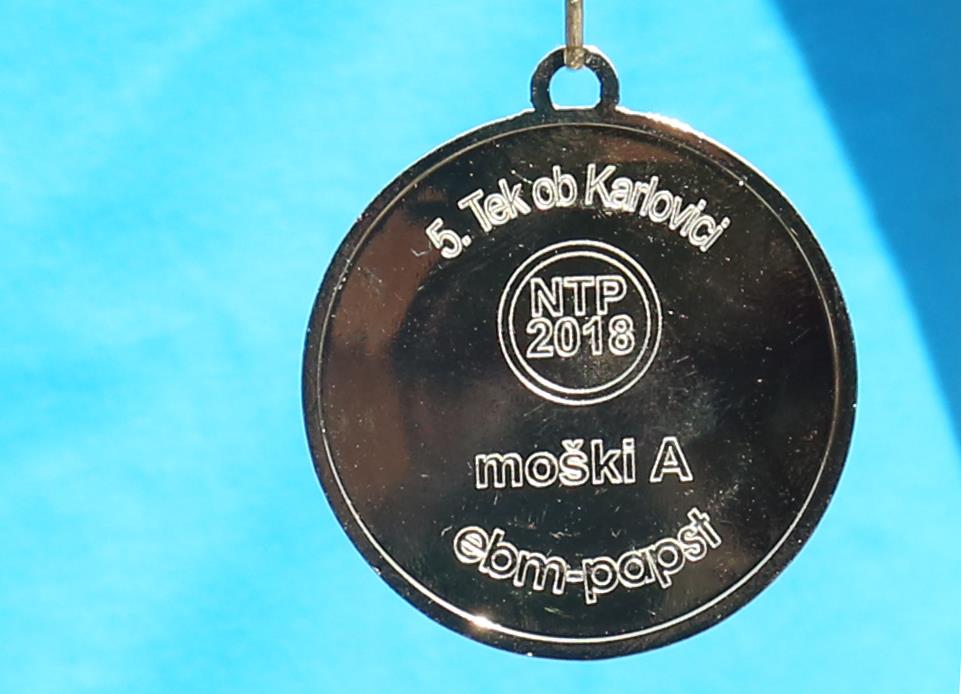 5. Tek ob Karlovici
NTP
2018
moški A
ebm-papst